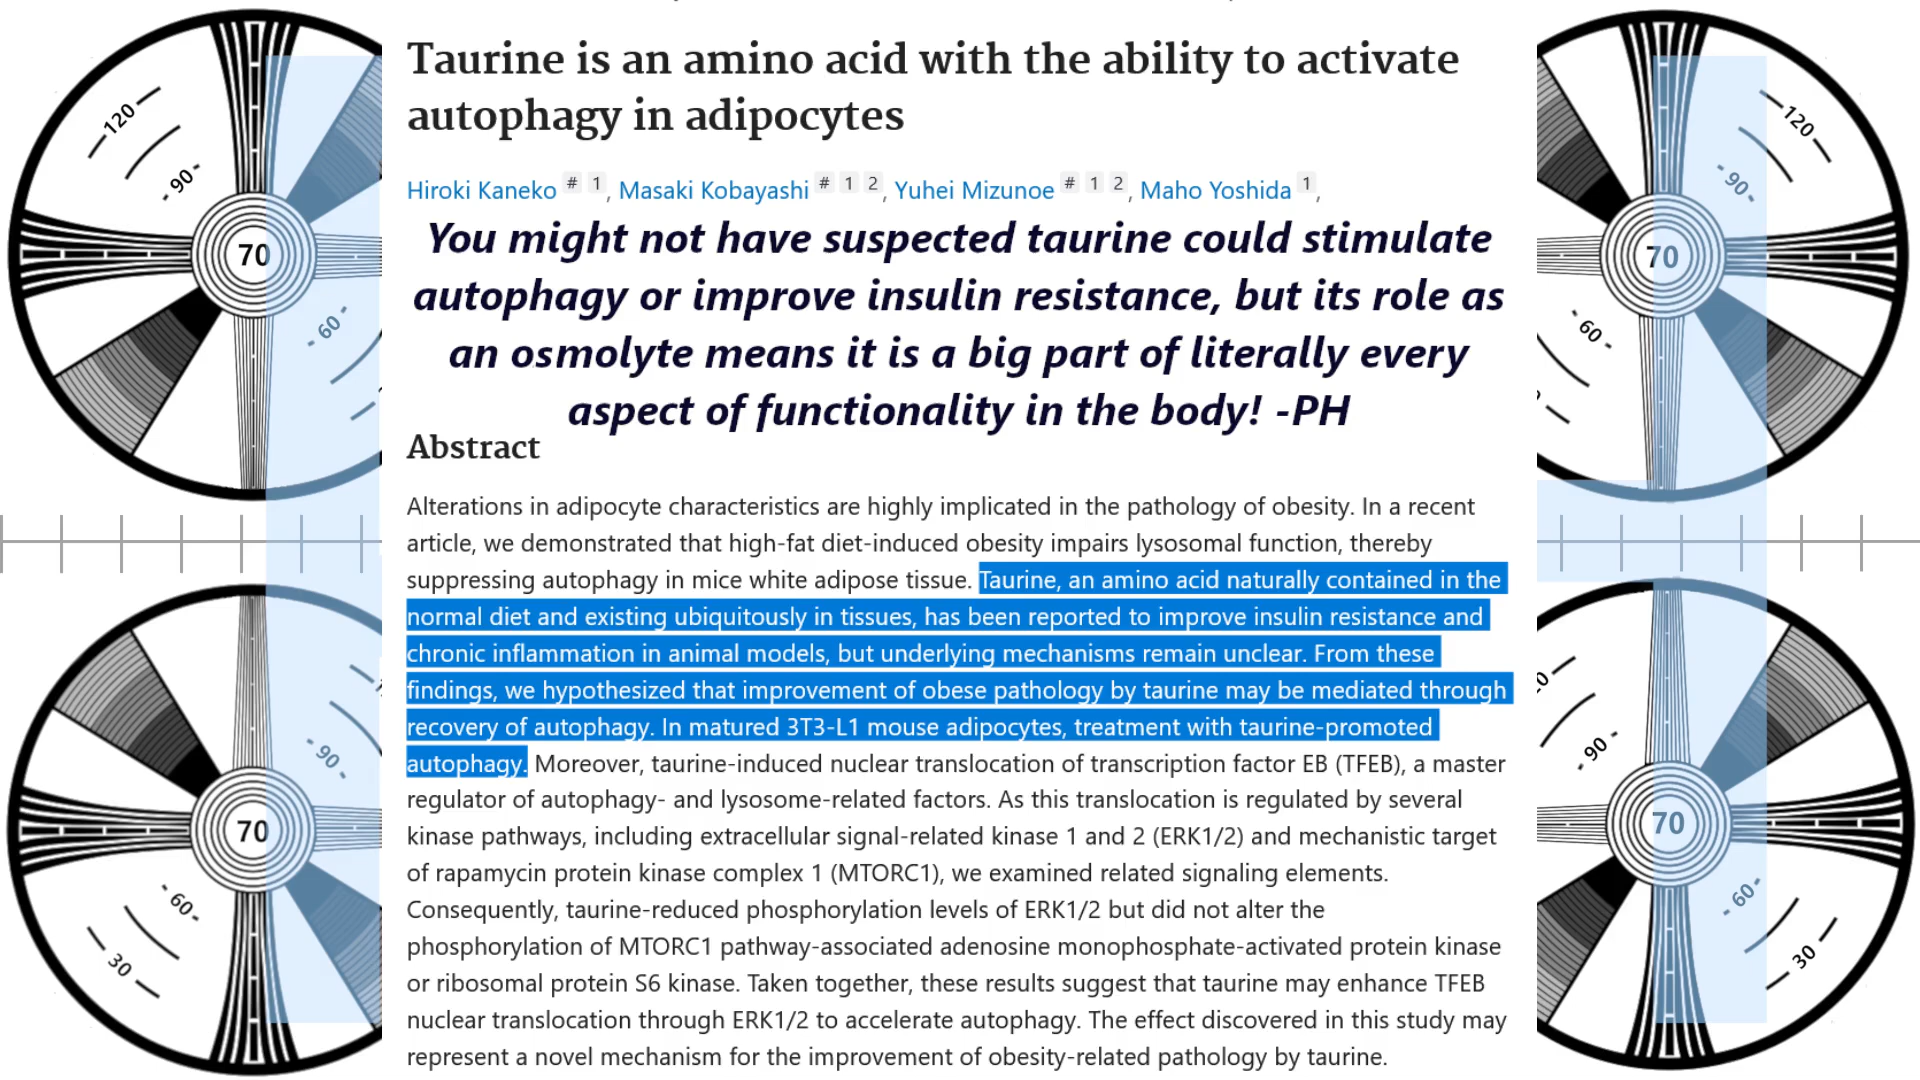 Taurine is an amino acid with the ability to activate
autophagy in adipocytes
Hiroki Kaneko # 1, Masaki Kobayashi # 1 2, Yuhei Mizunoe # 1 2, Maho Yoshida 1,
You might not have suspected taurine could stimulate
autophagy or improve insulin resistance, but its role as
an osmolyte means it is a big part of literally every
aspect of functionality in the body! -PH
Abstract
Alterations in adipocyte characteristics are highly implicated in the pathology of obesity. In a recent
article, we demonstrated that high-fat diet-induced obesity impairs lysosomal function, thereby
suppressing autophagy in mice white adipose tissue. Taurine, an amino acid naturally contained in the
normal diet and existing ubiquitously in tissues, has been reported to improve insulin resistance and
chronic inflammation in animal models, but underlying mechanisms remain unclear. From these
findings, we hypothesized that improvement of obese pathology by taurine may be mediated through
recovery of autophagy. In matured 3T3-L1 mouse adipocytes, treatment with taurine-promoted
autophagy. Moreover, taurine-induced nuclear translocation of transcription factor EB (TFEB), a master
regulator of autophagy- and lysosome-related factors. As this translocation is regulated by several
kinase pathways, including extracellular signal-related kinase 1 and 2 (ERK1/2) and mechanistic target
of rapamycin protein kinase complex 1 (MTORC1), we examined related signaling elements.
Consequently, taurine-reduced phosphorylation levels of ERK1/2 but did not alter the
phosphorylation of MTORC1 pathway-associated adenosine monophosphate-activated protein kinase
or ribosomal protein S6 kinase. Taken together, these results suggest that taurine may enhance TFEB
nuclear translocation through ERK1/2 to accelerate autophagy. The effect discovered in this study may
represent a novel mechanism for the improvement of obesity-related pathology by taurine.
120
- 90 -
70
- 60 -
120
- 90 -
70
- 60 -
- 90 -
70
- 60 -
30
- 90 -
70
- 60 -
30